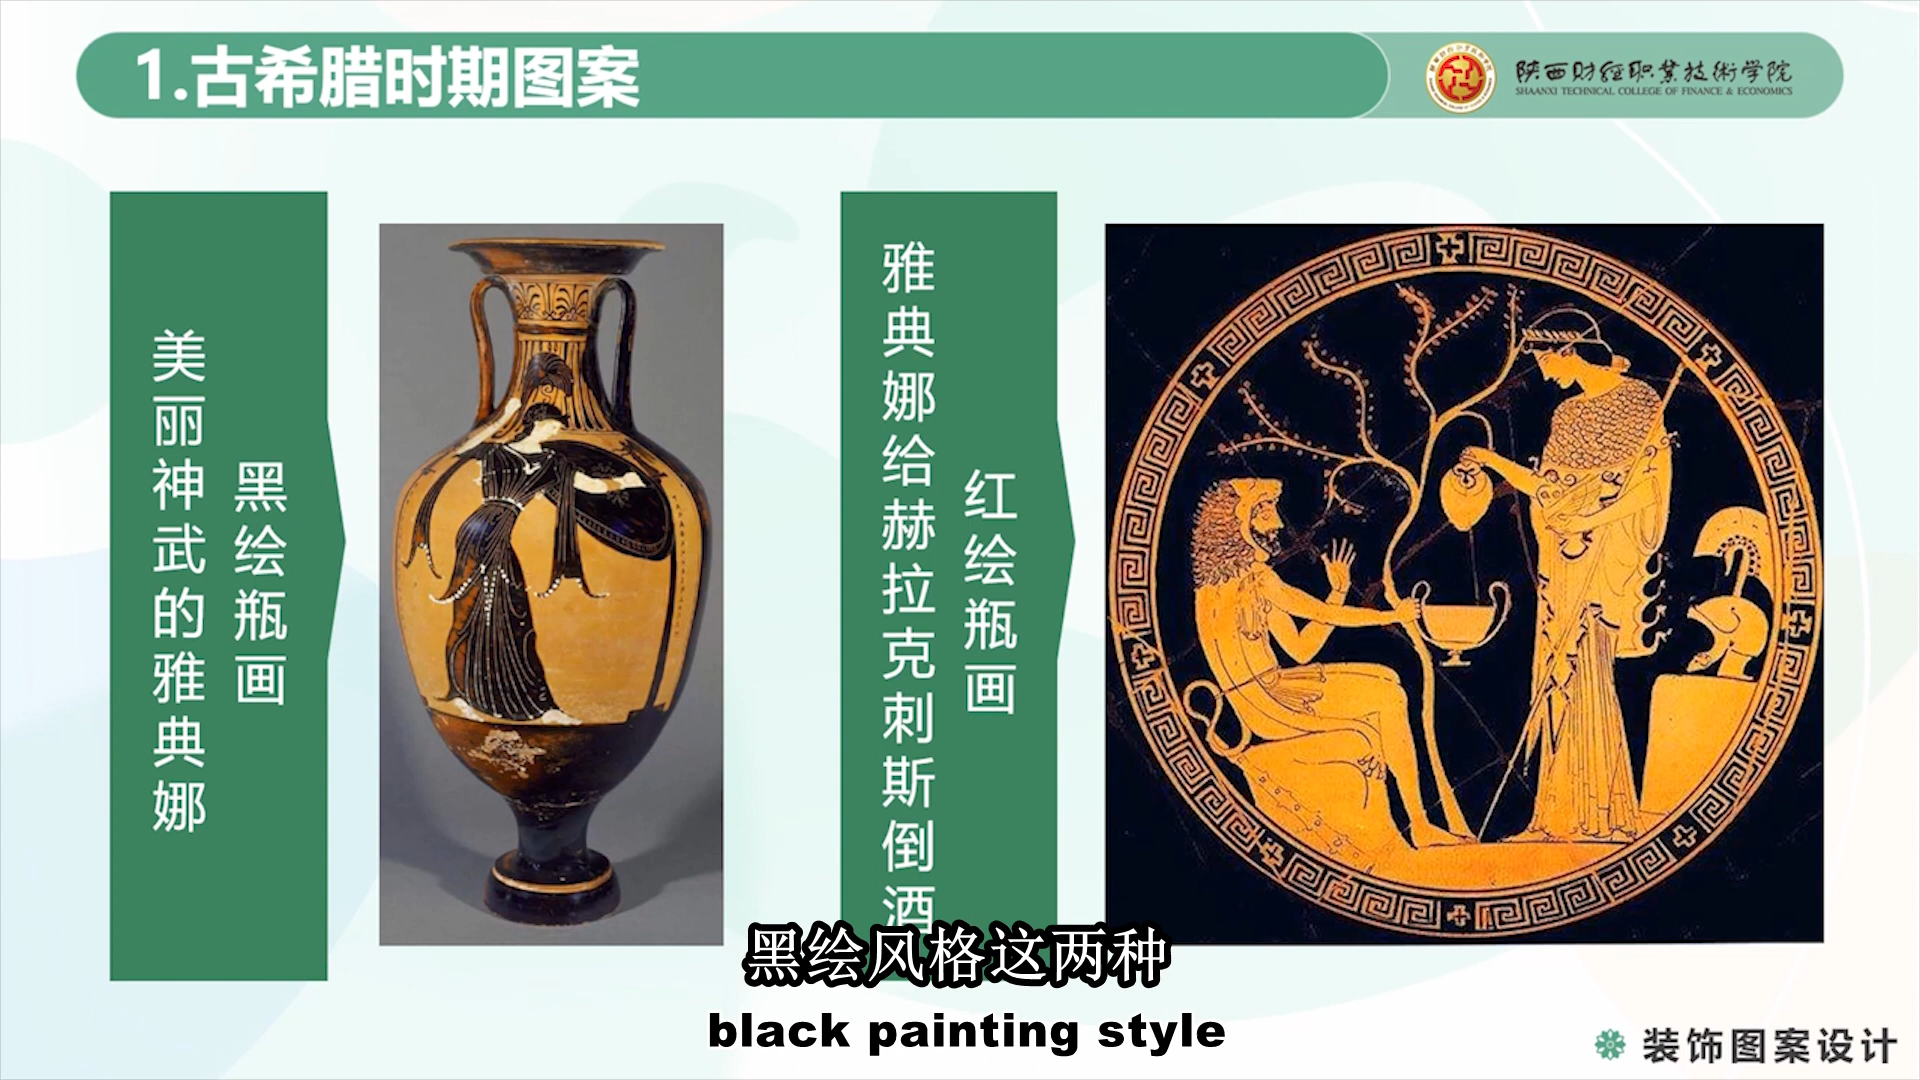 1.古希腊时期图案
陕西财经职业技术学院
SHAANXI TECHNICAL COLLEGE OF FINANCE & ECONOMICS
黑绘瓶画
美丽神武的雅典娜
红绘瓶画
雅典娜给赫拉克刺斯倒酒
黑绘风格这两种
black painting style
装饰图案设计